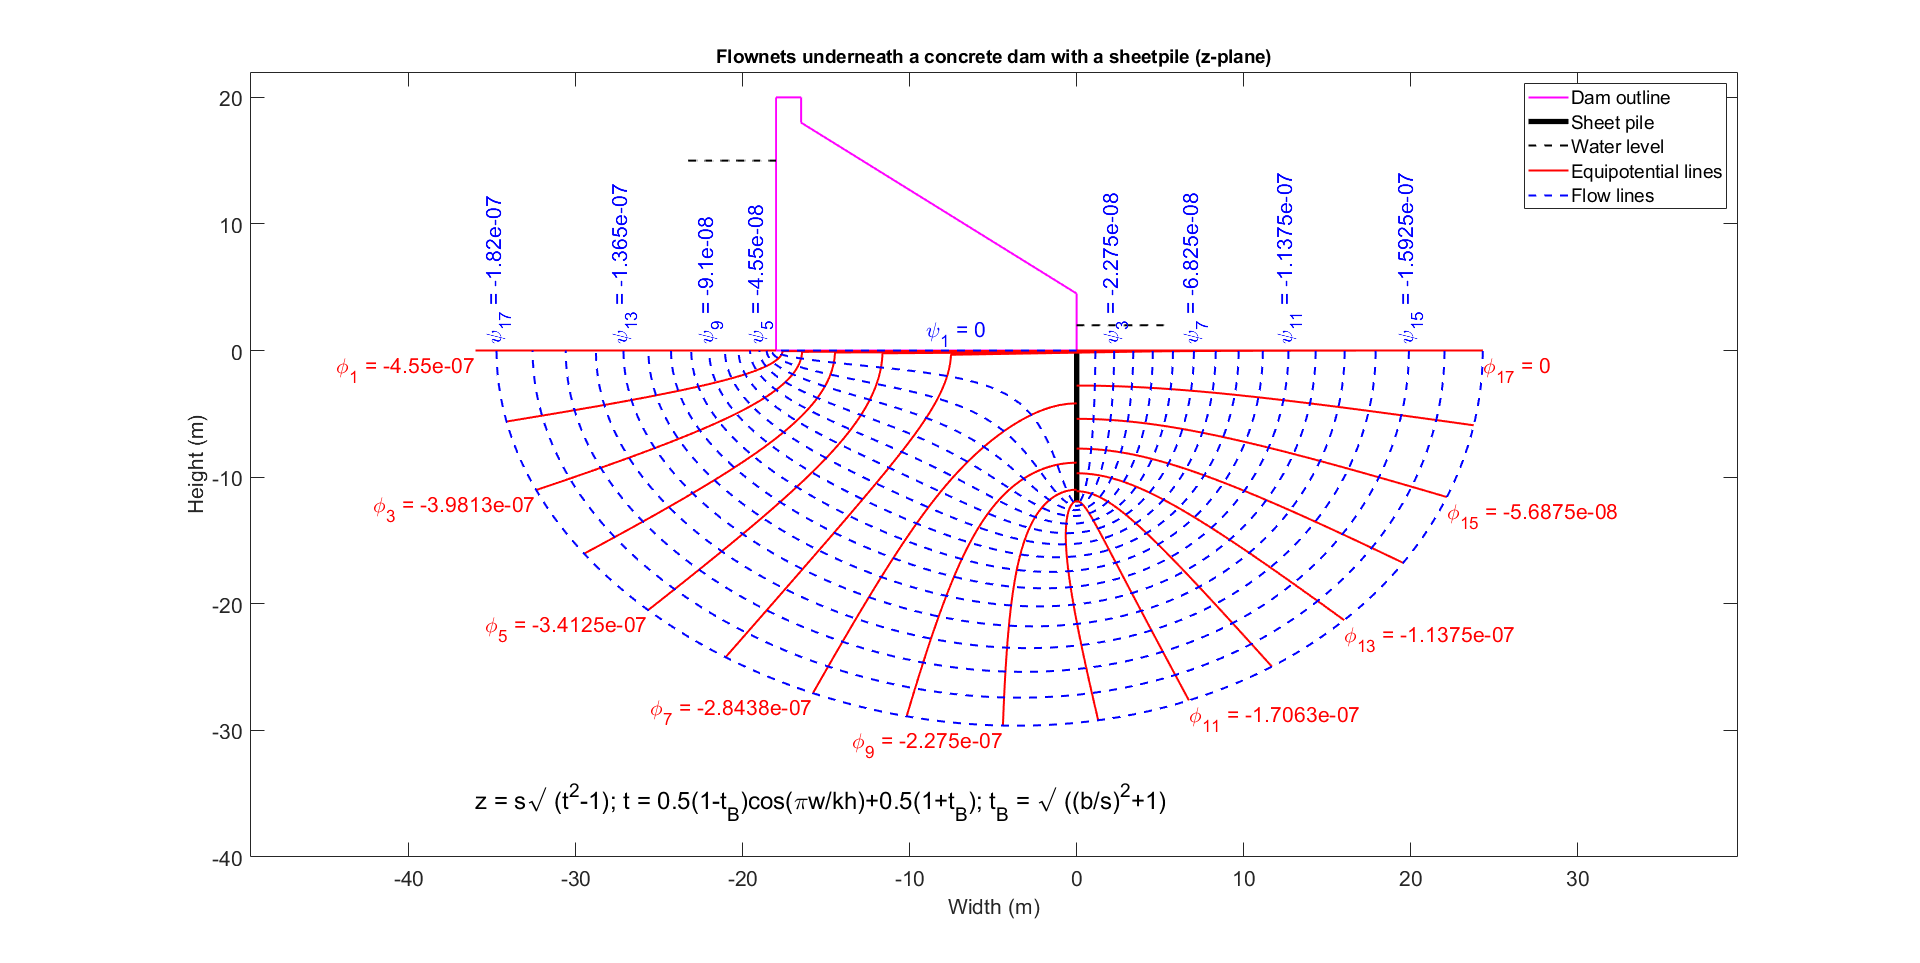 Flownets underneath a concrete dam with a sheetpile (z-plane)
Dam outline
Sheet pile
Water level
Equipotential lines
Flow lines
20
10
0
-10
-20
-30
-40
Height (m)
ψ17 = -1.82e-07
ψ13 = -1.365e-07
ψ9 = -9.1e-08
ψ5 = -4.55e-08
ψ1 = 0
ψ3 = -2.275e-08
ψ7 = -6.825e-08
ψ11 = -1.1375e-07
ψ15 = -1.5925e-07
ϕ1 = -4.55e-07
ϕ17 = 0
ϕ3 = -3.9813e-07
ϕ15 = -5.6875e-08
ϕ5 = -3.4125e-07
ϕ13 = -1.1375e-07
ϕ7 = -2.8438e-07
ϕ11 = -1.7063e-07
ϕ9 = -2.275e-07
z = s√ (t²-1); t = 0.5(1-tB)cos(πw/kh)+0.5(1+tB); tB = √ ((b/s)²+1)
-40 -30 -20 -10 0 10 20 30
Width (m)